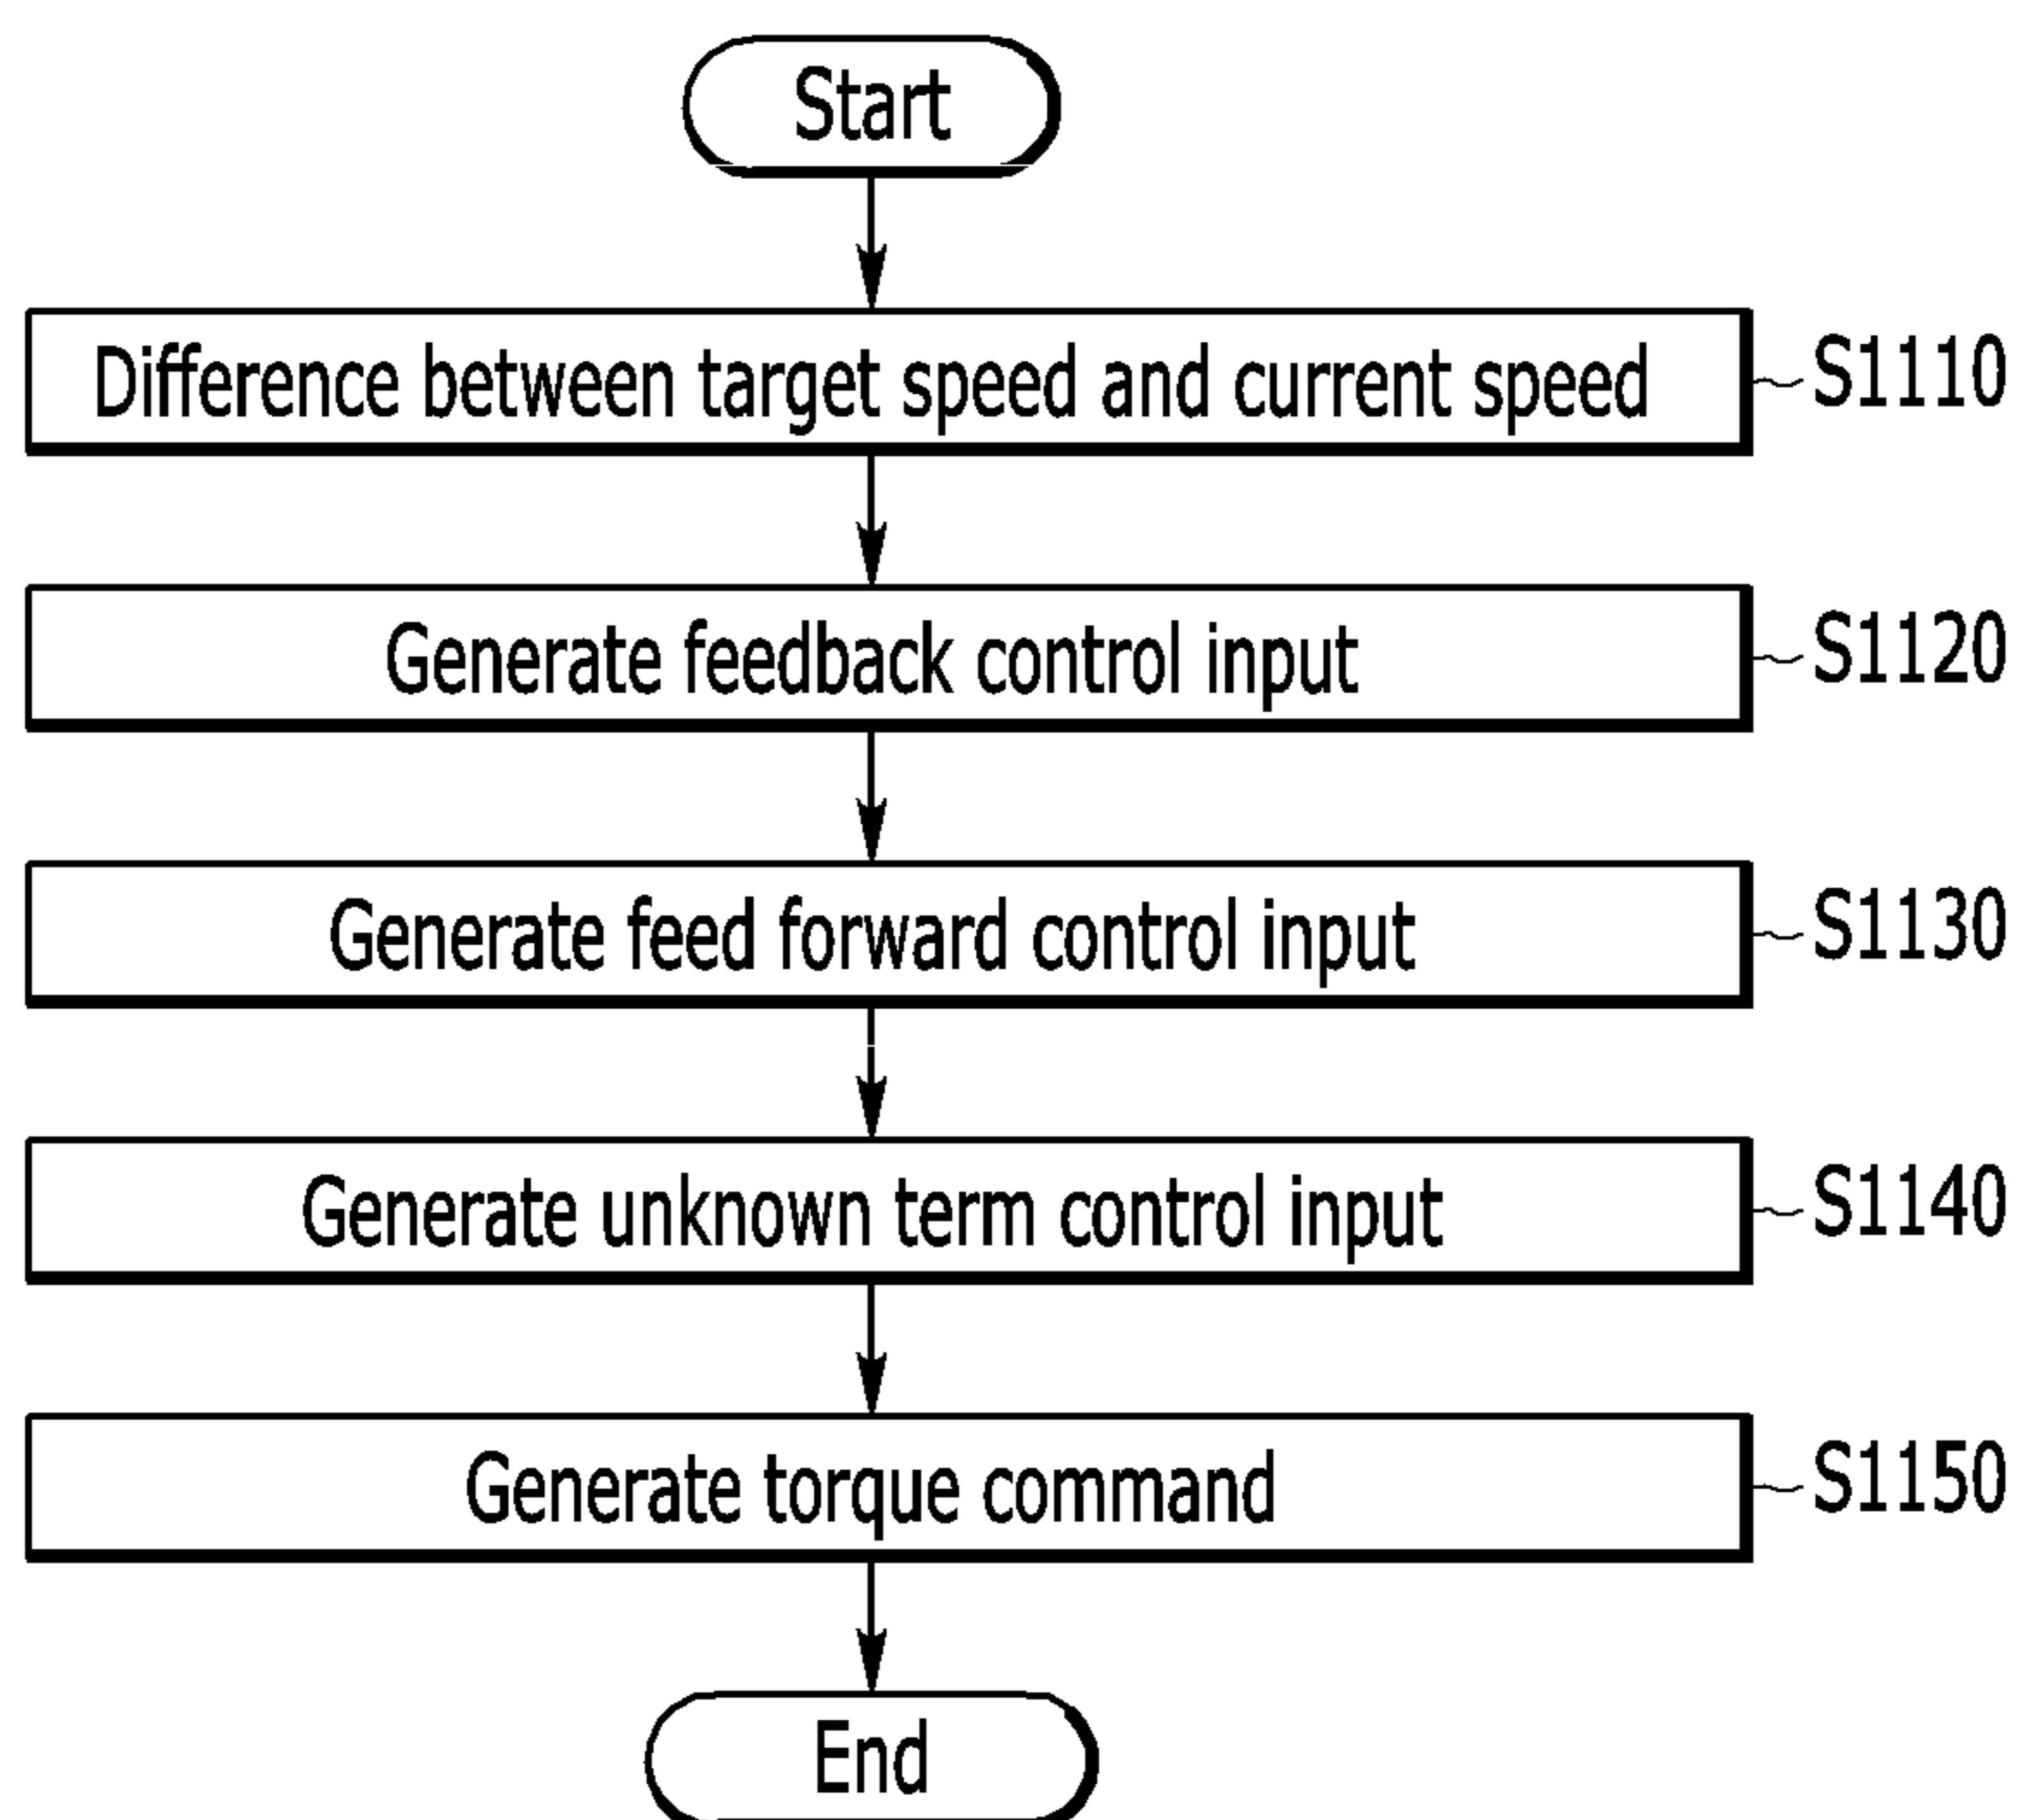 Start
Difference between target speed and current speed S1110
Generate feedback control input S1120
Generate feed forward control input S1130
Generate unknown term control input S1140
Generate torque command S1150
End